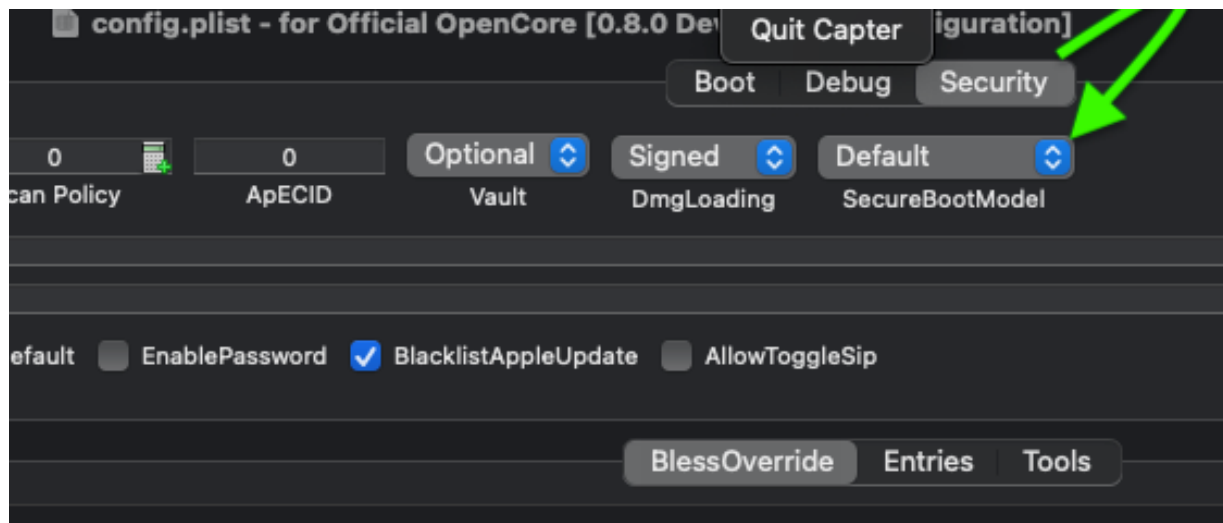 config.plist - for Official OpenCore [0.8.0 De
iguration]
Quit Capter
Boot Debug Security
0 0 Optional Signed Default
can Policy ApECID Vault DmgLoading SecureBootModel
efault EnablePassword BlacklistAppleUpdate AllowToggleSip
BlessOverride Entries Tools